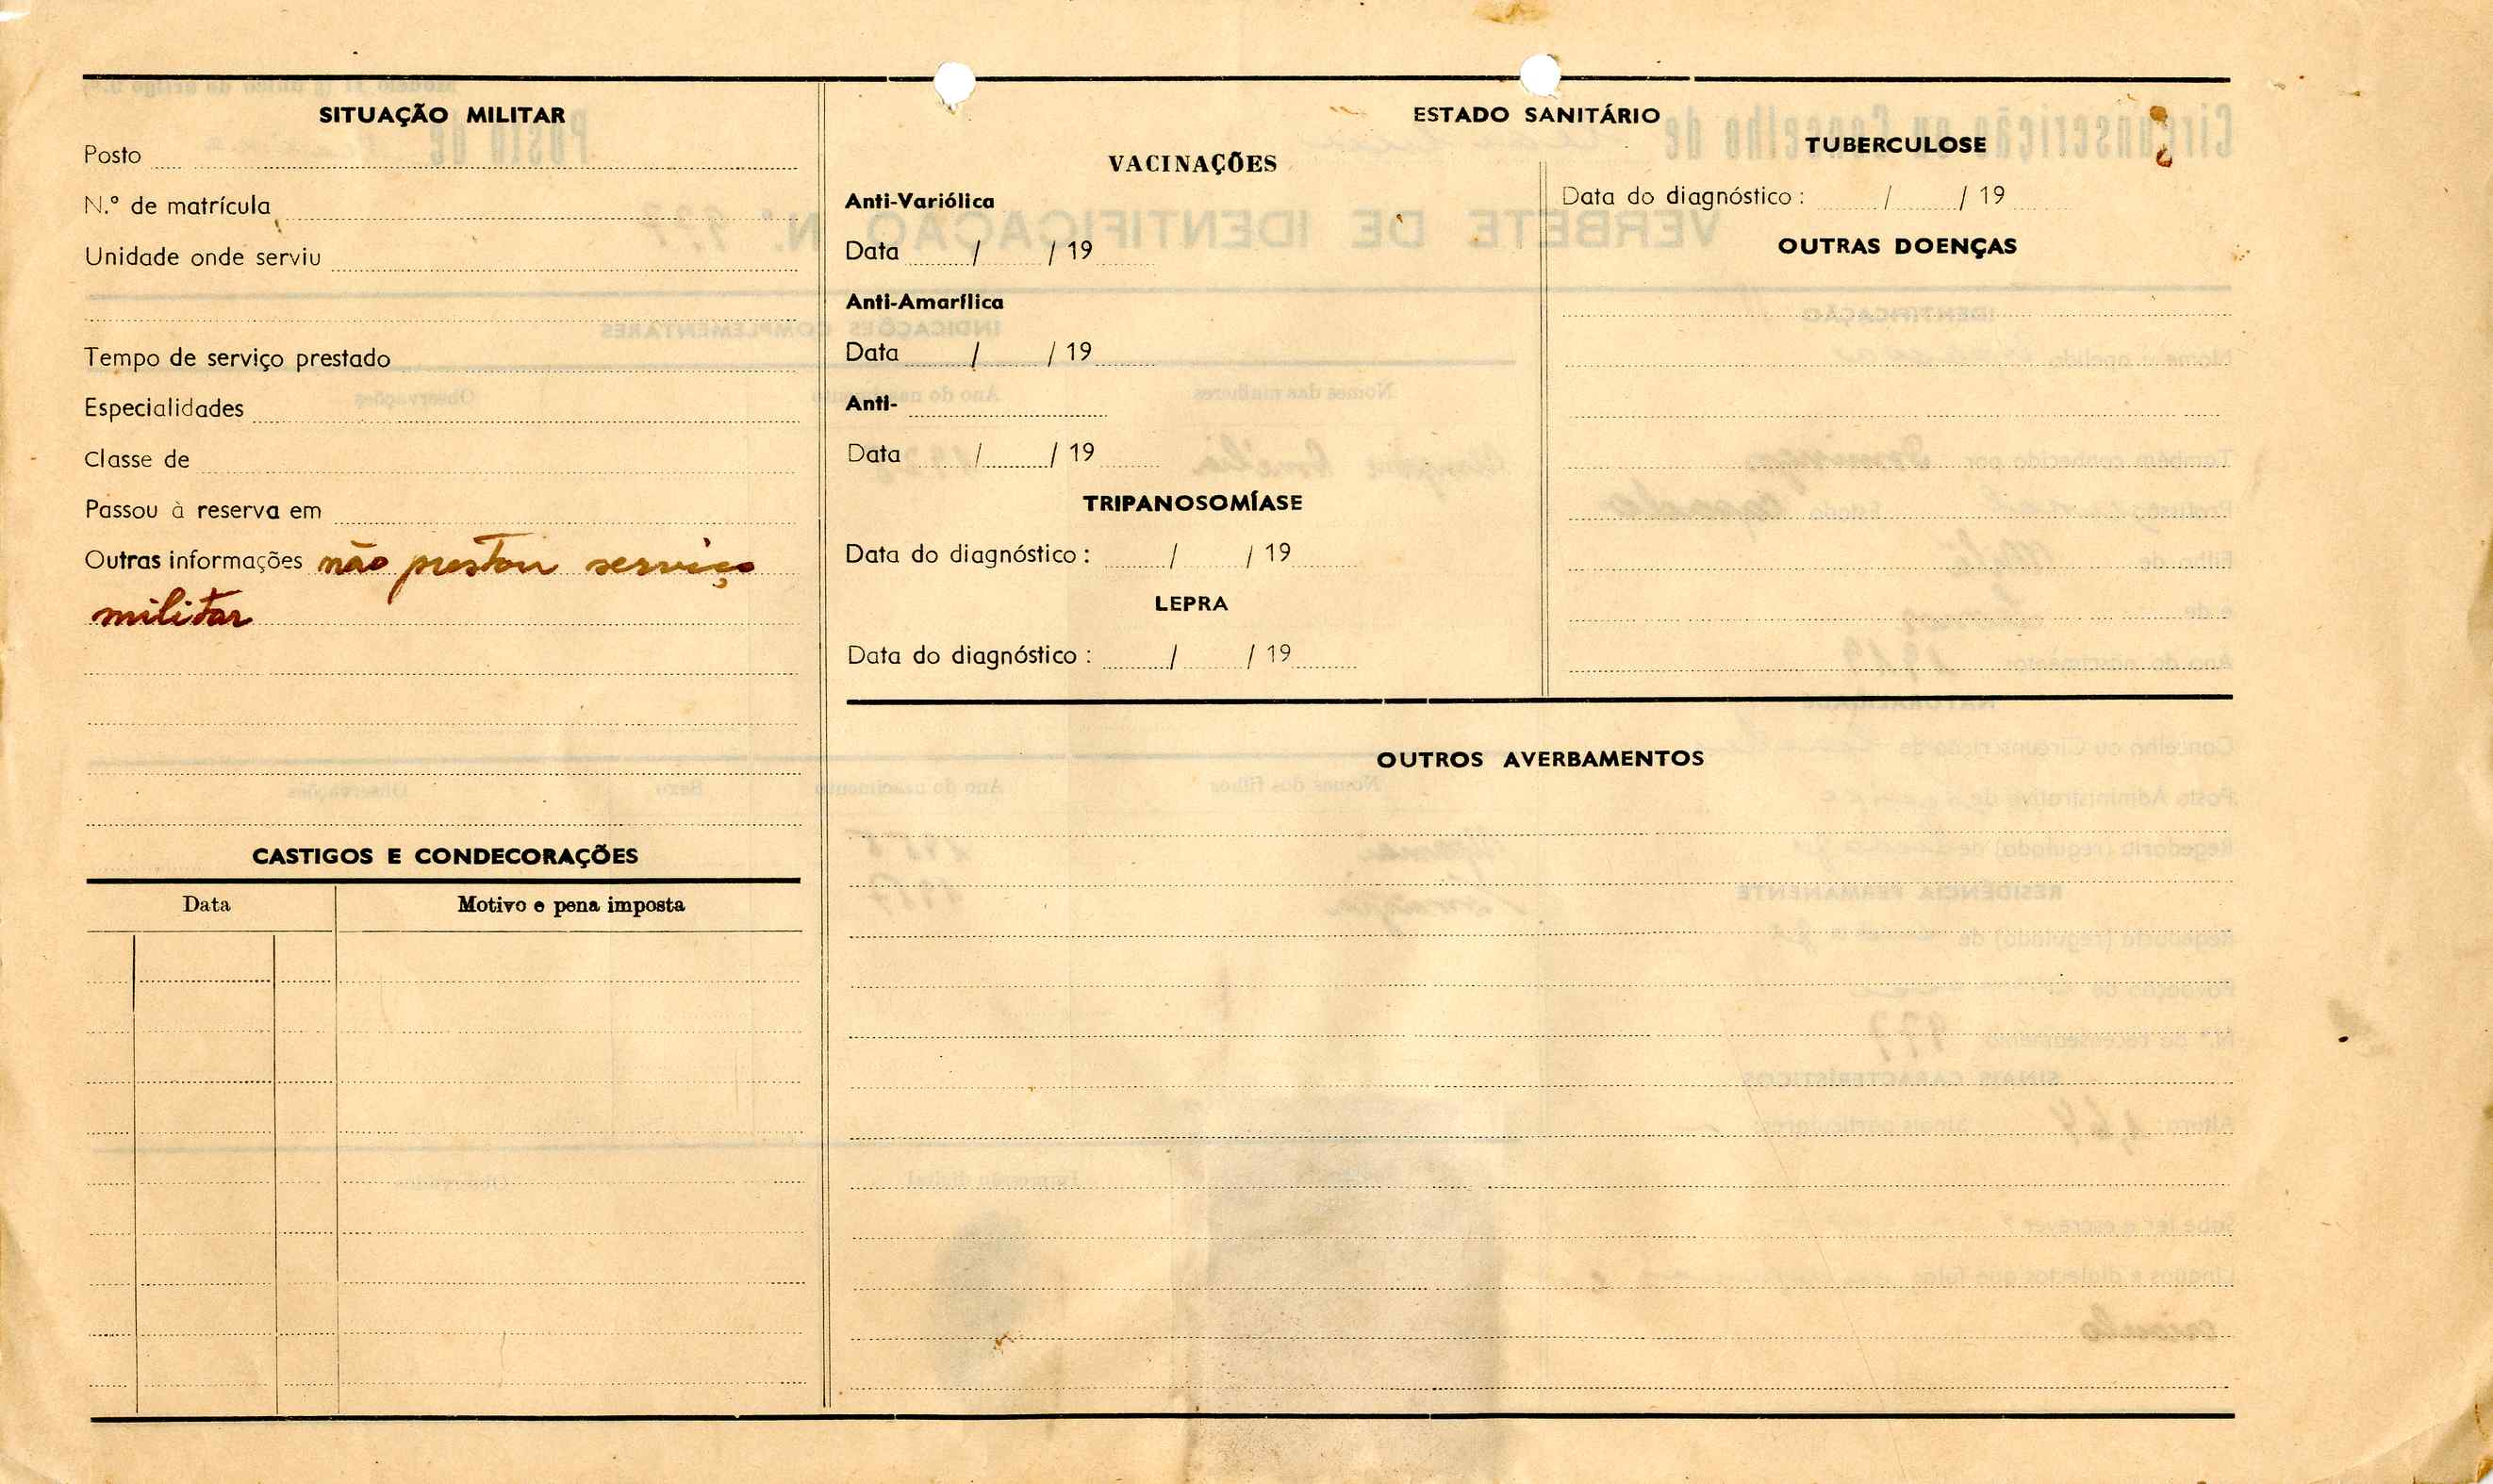 SITUAÇÃO MILITAR
Posto
N.º de matrícula
Unidade onde serviu
Tempo de serviço prestado
Especialidades
Classe de
Passou à reserva em
Outras informações não prestou serviço
militar
CASTIGOS E CONDECORAÇÕES
Data Motivo e pena imposta
ESTADO SANITÁRIO
VACINAÇÕES
Anti-Variólica
Data / / 19
Anti-Amarílica
Data / / 19
Anti-
Data / / 19
TRIPANOSOMÍASE
Data do diagnóstico : / / 19
LEPRA
Data do diagnóstico : / / 19
TUBERCULOSE
Data do diagnóstico : / / 19
OUTRAS DOENÇAS
OUTROS AVERBAMENTOS